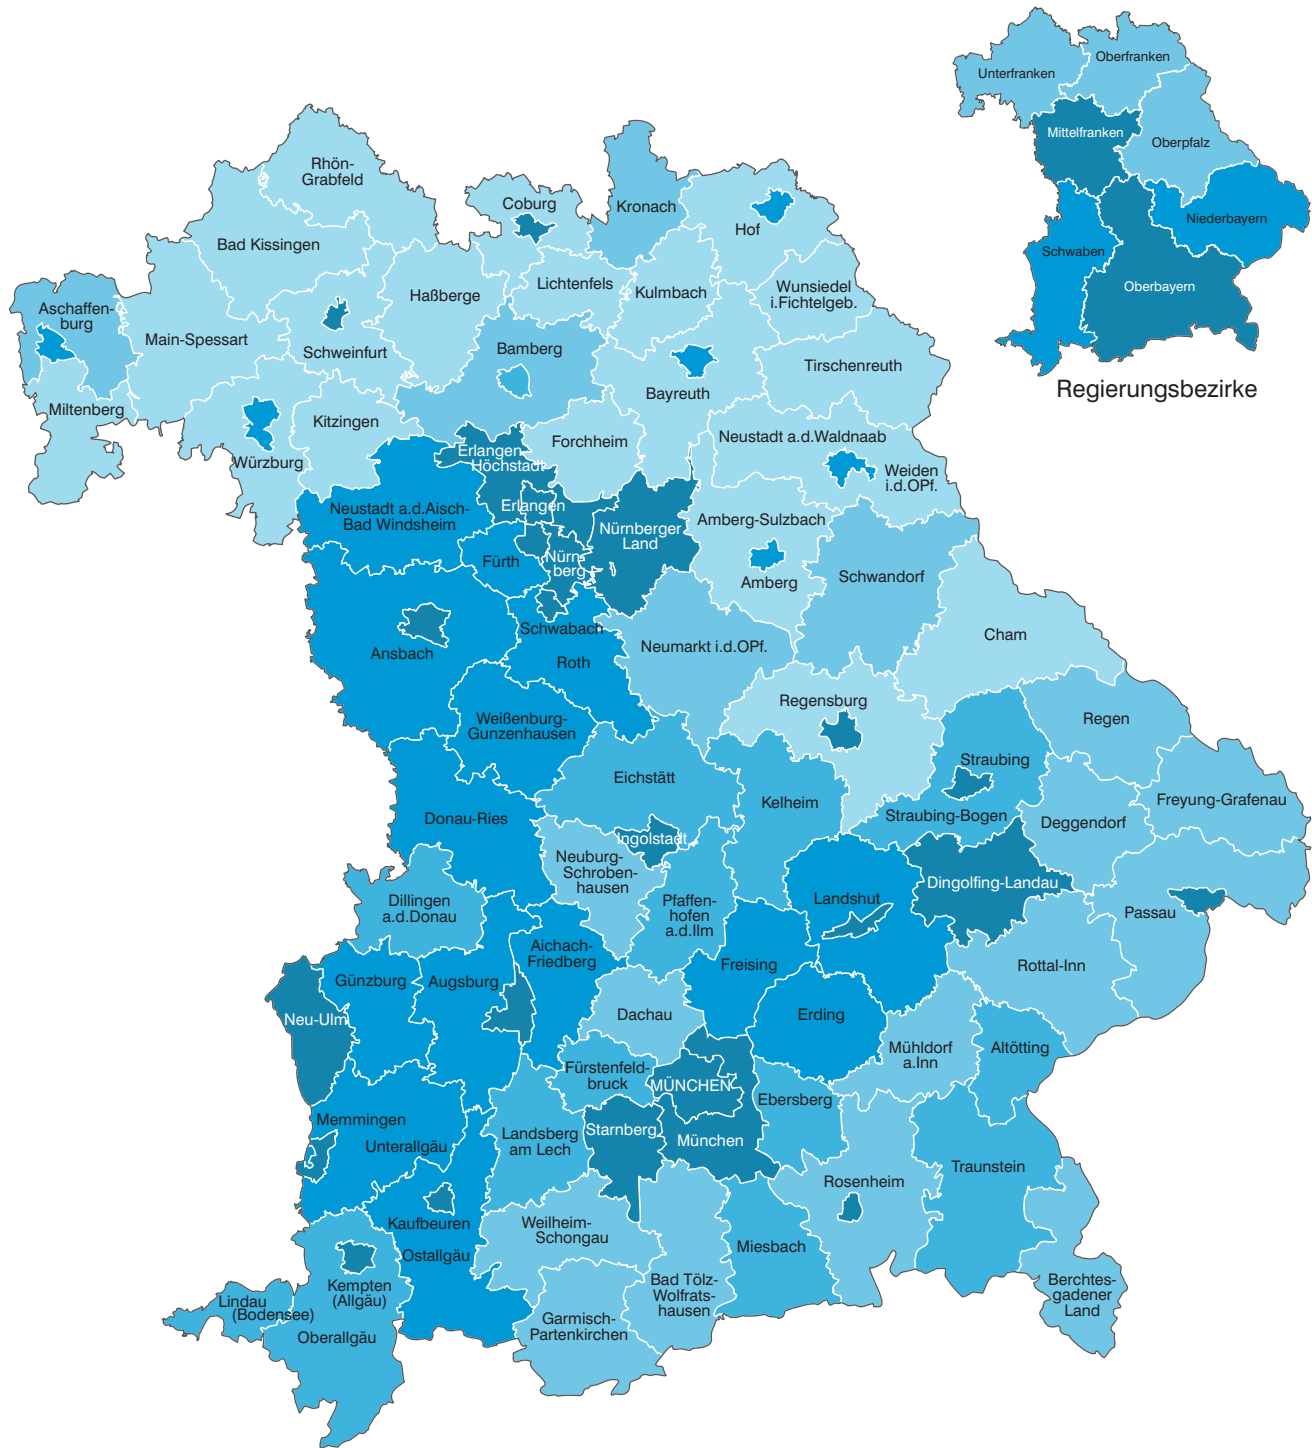 Oberfranken
Unterfranken
Mittelfranken
Oberpfalz
Niederbayern
Schwaben
Oberbayern
Regierungsbezirke
Rhön-
Grabfeld
Coburg
Kronach
Hof
Bad Kissingen
Lichtenfels
Kulmbach
Wunsiedel
i.Fichtelgeb.
Haßberge
Aschaffen-
burg
Main-Spessart
Schweinfurt
Bamberg
Tirschenreuth
Bayreuth
Miltenberg
Kitzingen
Forchheim
Neustadt a.d.Waldnaab
Würzburg
Erlangen-
Höchstadt
Weiden
i.d.OPf.
Neustadt a.d.Aisch-
Bad Windsheim
Erlangen
Nürnberger
Land
Amberg-Sulzbach
Fürth
Nürn-
berg
Amberg
Schwandorf
Schwabach
Cham
Ansbach
Roth
Neumarkt i.d.OPf.
Regensburg
Weißenburg-
Gunzenhausen
Regen
Straubing
Eichstätt
Kelheim
Freyung-Grafenau
Donau-Ries
Straubing-Bogen
Deggendorf
Ingolstadt
Neuburg-
Schroben-
hausen
Dingolfing-Landau
Dillingen
a.d.Donau
Pfaffen-
hofen
a.d.Ilm
Landshut
Passau
Aichach-
Friedberg
Freising
Rottal-Inn
Günzburg
Augsburg
Neu-Ulm
Dachau
Erding
Mühldorf
a.Inn
Altötting
Fürstenfeld-
bruck
MÜNCHEN
Ebersberg
Memmingen
Unterallgäu
Landsberg
am Lech
Starnberg
München
Traunstein
Rosenheim
Kaufbeuren
Weilheim-
Schongau
Ostallgäu
Miesbach
Kempten
(Allgäu)
Bad Tölz-
Wolfrats-
hausen
Berchtes-
gadener
Land
Lindau
(Bodensee)
Oberallgäu
Garmisch-
Partenkirchen